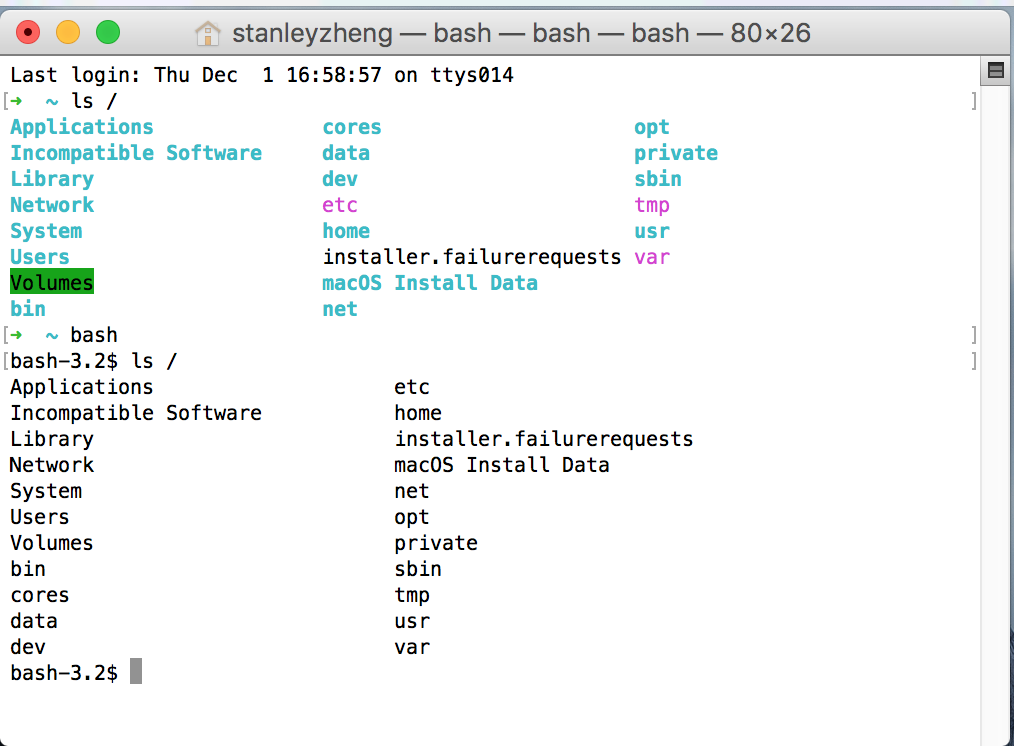 stanleyzheng — bash — bash — bash — 80×26
Last login: Thu Dec  1 16:58:57 on ttys014
[➜  ~ ls / ]
Applications cores opt
Incompatible Software data private
Library dev sbin
Network etc tmp
System home usr
Users installer.failurerequests var
Volumes macOS Install Data
bin net
[➜  ~ bash ]
[bash-3.2$ ls / ]
Applications etc
Incompatible Software home
Library installer.failurerequests
Network macOS Install Data
System net
Users opt
Volumes private
bin sbin
cores tmp
data usr
dev var
bash-3.2$